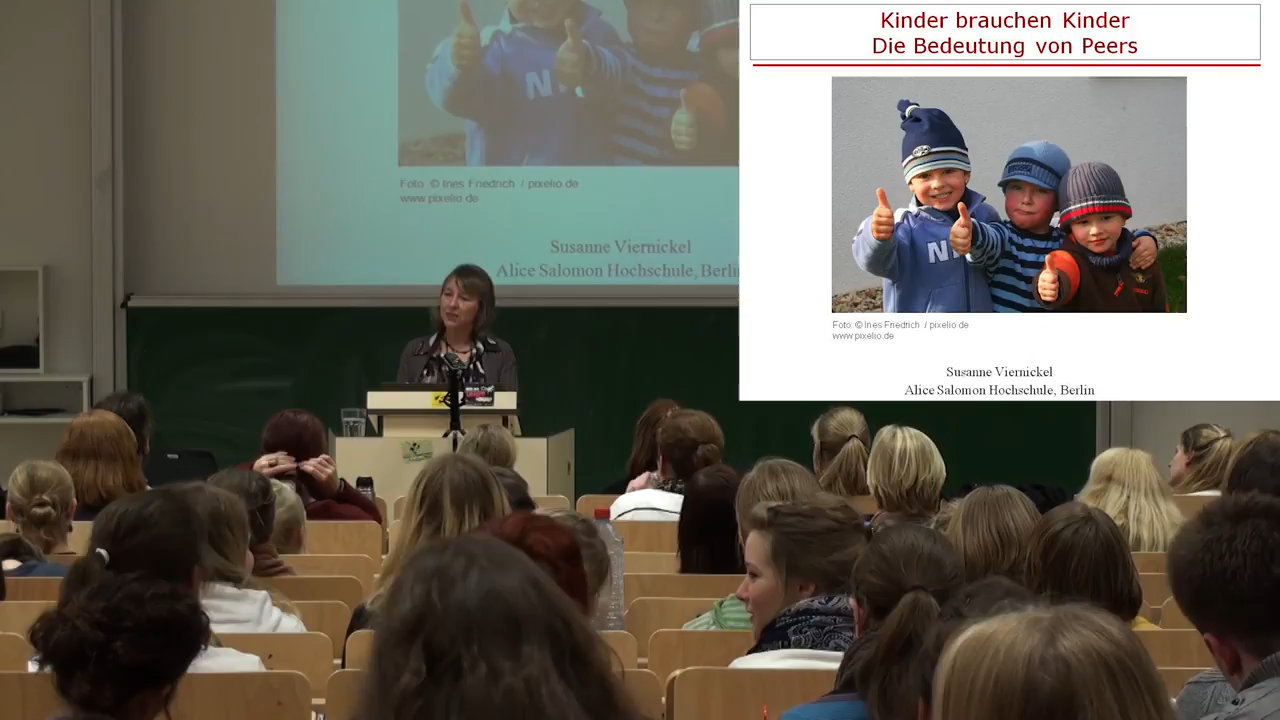 Kinder brauchen Kinder
Die Bedeutung von Peers
N
Foto: © Ines Friedrich / pixelio.de
www.pixelio.de
Susanne Viernickel
Alice Salomon Hochschule, Berlin
N
Foto: © Ines Friedrich / pixelio.de
www.pixelio.de
Susanne Viernickel
Alice Salomon Hochschule, Berlin